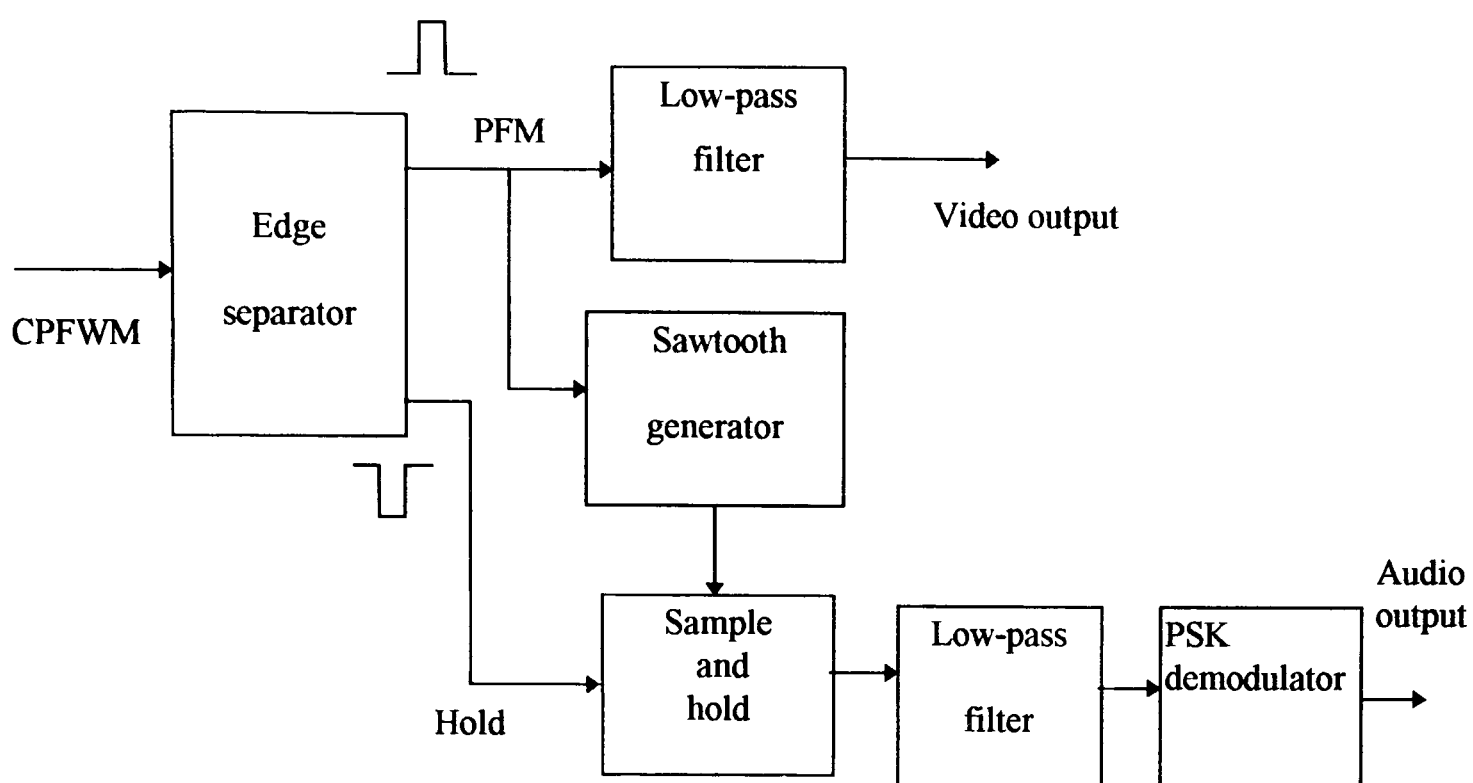 PFM
Low-pass
filter
Video output
Edge
separator
CPFWM
Sawtooth
generator
Hold
Sample
and
hold
Low-pass
filter
PSK
demodulator
Audio
output